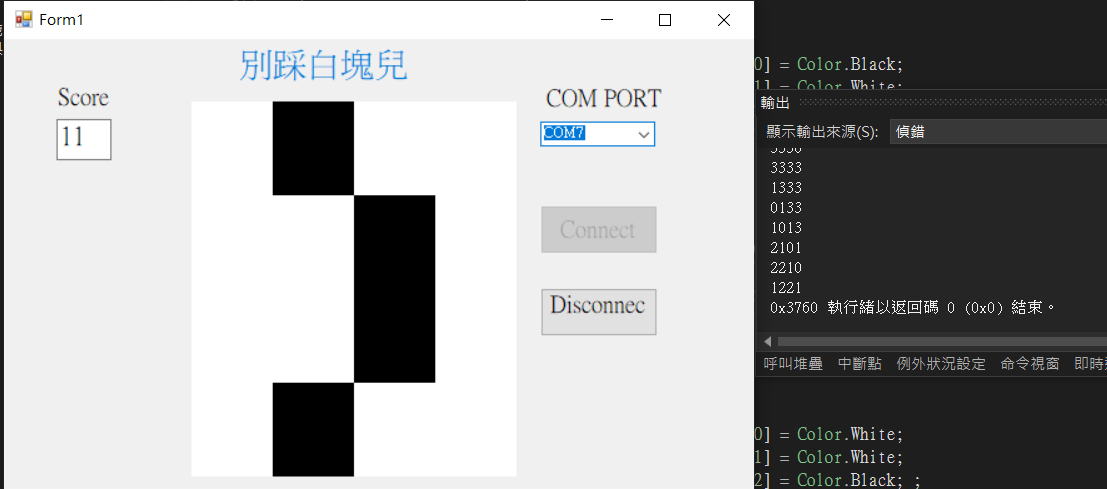 Form1
別踩白塊兒
Score
11
COM PORT
COM7
Connect
Disconnec
0] = Color.Black;
1] = Color.White;
輸出
顯示輸出來源(S):
偵錯
3333
1333
0133
1013
2101
2210
1221
0x3760 執行緒以返回碼 0 (0x0) 結束。
呼叫堆疊 中斷點 例外狀況設定 命令視窗 即時
0] = Color.White;
1] = Color.White;
2] = Color.Black; ;